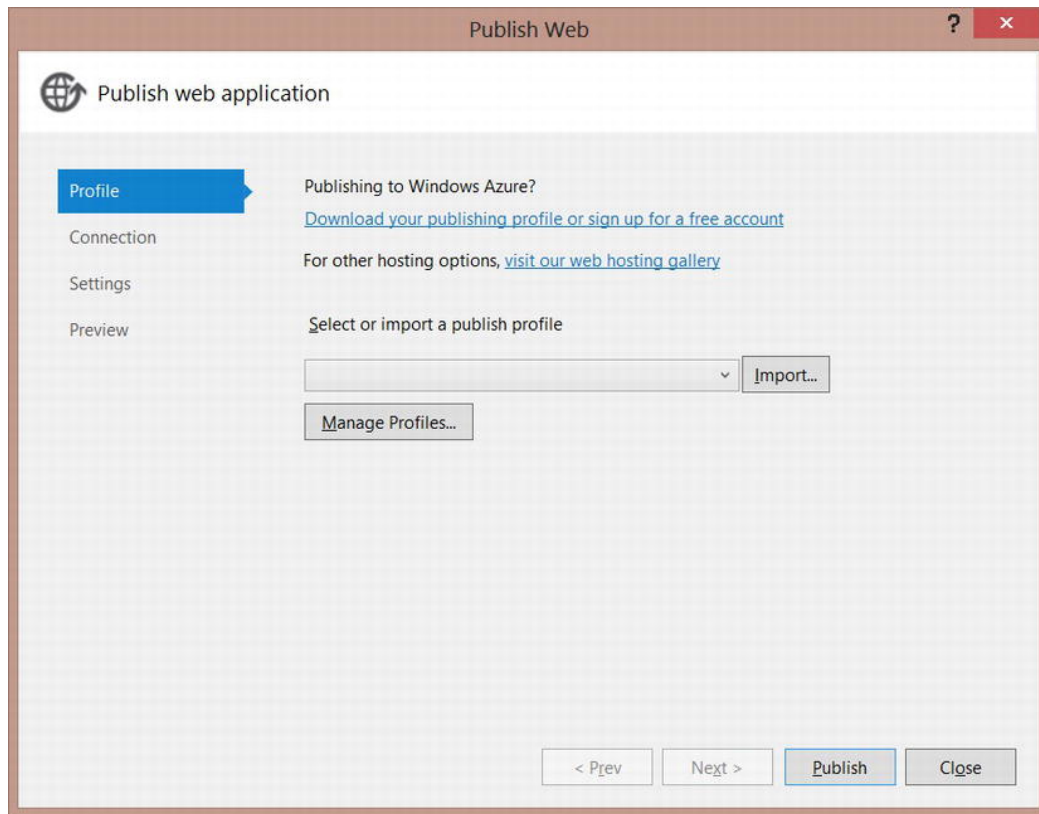 Publish Web
?
Publish web application
Profile
Connection
Settings
Preview
Publishing to Windows Azure?
Download your publishing profile or sign up for a free account
For other hosting options, visit our web hosting gallery
Select or import a publish profile
Import...
Manage Profiles...
< Prev
Next >
Publish
Close